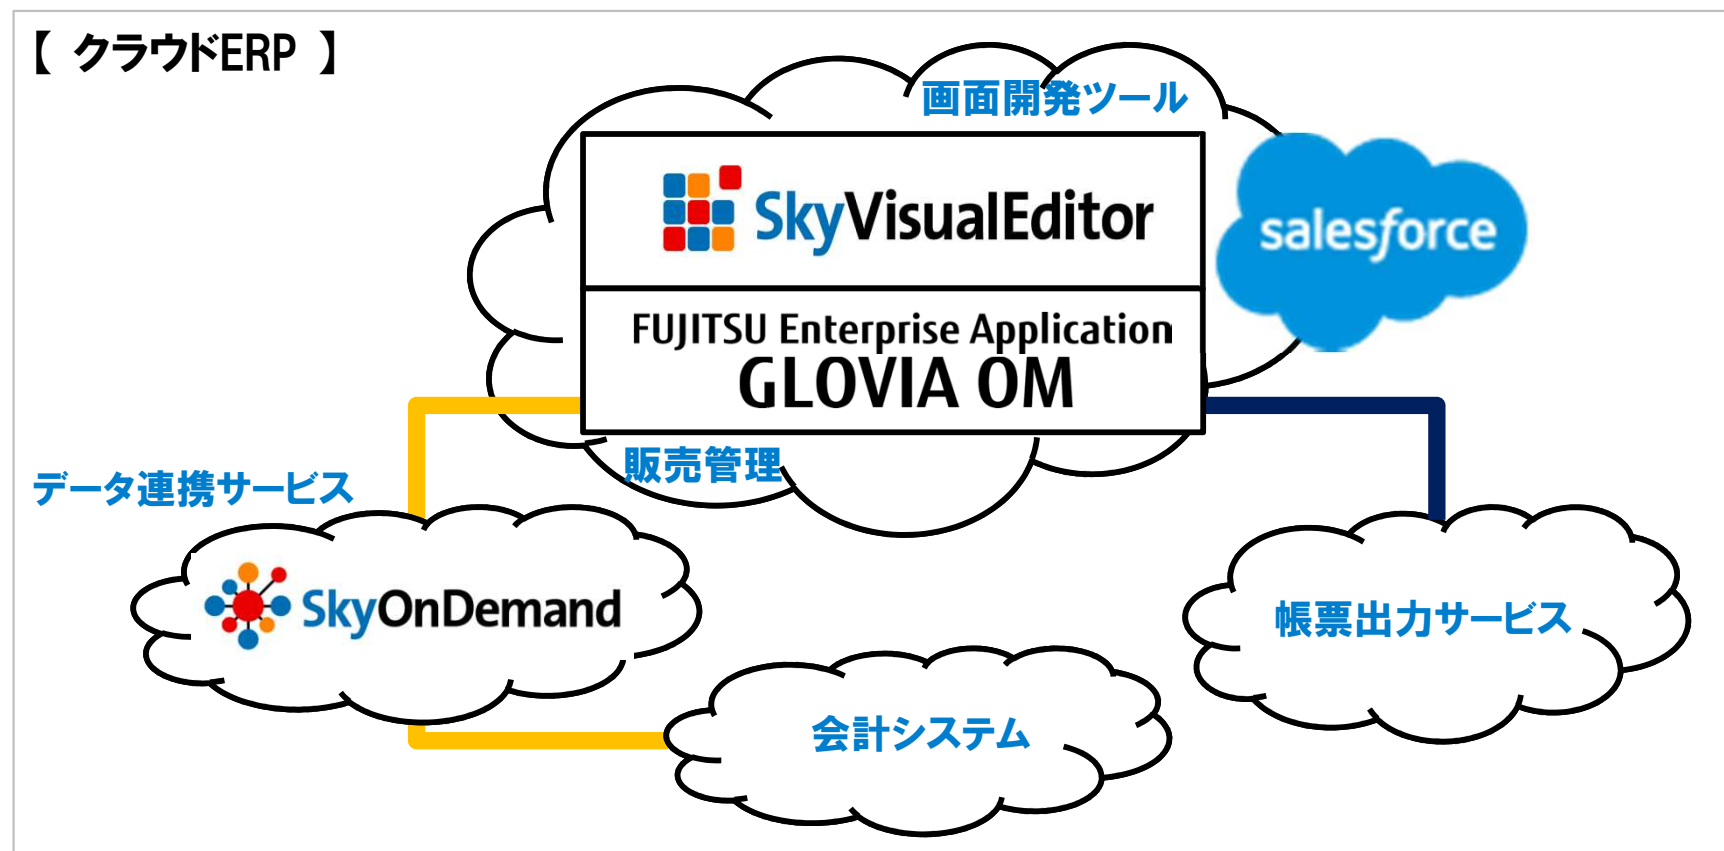 【 クラウドERP 】
画面開発ツール
SkyVisualEditor
salesforce
FUJITSU Enterprise Application
GLOVIA OM
販売管理
データ連携サービス
SkyOnDemand
帳票出力サービス
会計システム